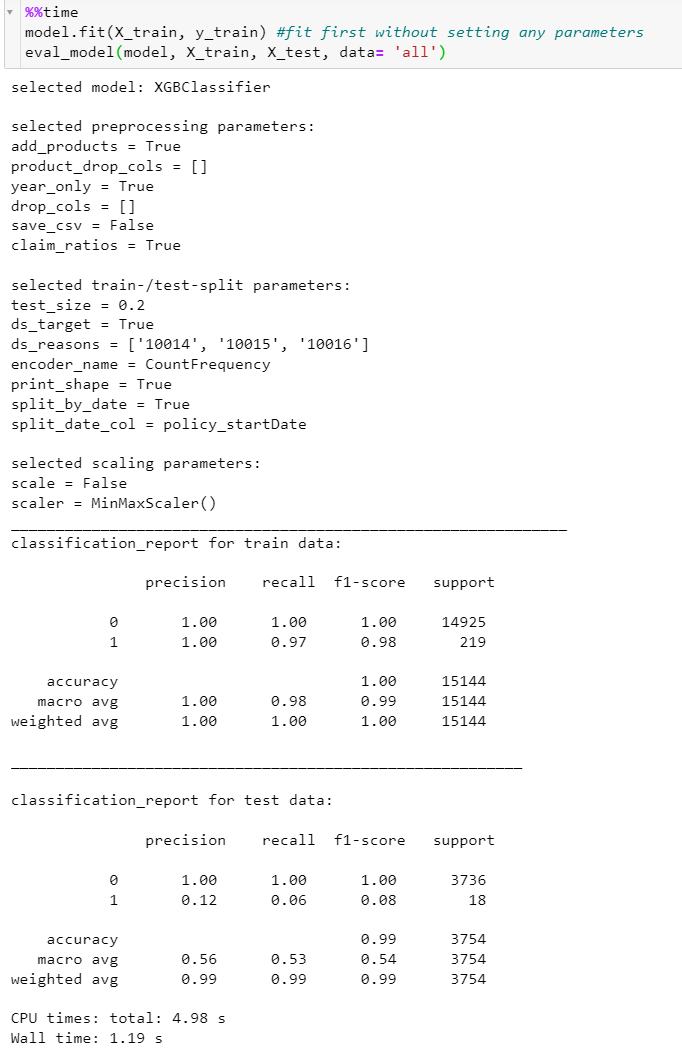 %%time
model.fit(X_train, y_train) #fit first without setting any parameters
eval_model(model, X_train, X_test, data= 'all')
selected model: XGBClassifier
selected preprocessing parameters:
add_products = True
product_drop_cols = []
year_only = True
drop_cols = []
save_csv = False
claim_ratios = True
selected train-/test-split parameters:
test_size = 0.2
ds_target = True
ds_reasons = ['10014', '10015', '10016']
encoder_name = CountFrequency
print_shape = True
split_by_date = True
split_date_col = policy_startDate
selected scaling parameters:
scale = False
scaler = MinMaxScaler()
______________________________________________________________
classification_report for train data:
precision recall f1-score support
0 1.00 1.00 1.00 14925
1 1.00 0.97 0.98 219
accuracy 1.00 15144
macro avg 1.00 0.98 0.99 15144
weighted avg 1.00 1.00 1.00 15144
_________________________________________________________
classification_report for test data:
precision recall f1-score support
0 1.00 1.00 1.00 3736
1 0.12 0.06 0.08 18
accuracy 0.99 3754
macro avg 0.56 0.53 0.54 3754
weighted avg 0.99 0.99 0.99 3754
CPU times: total: 4.98 s
Wall time: 1.19 s